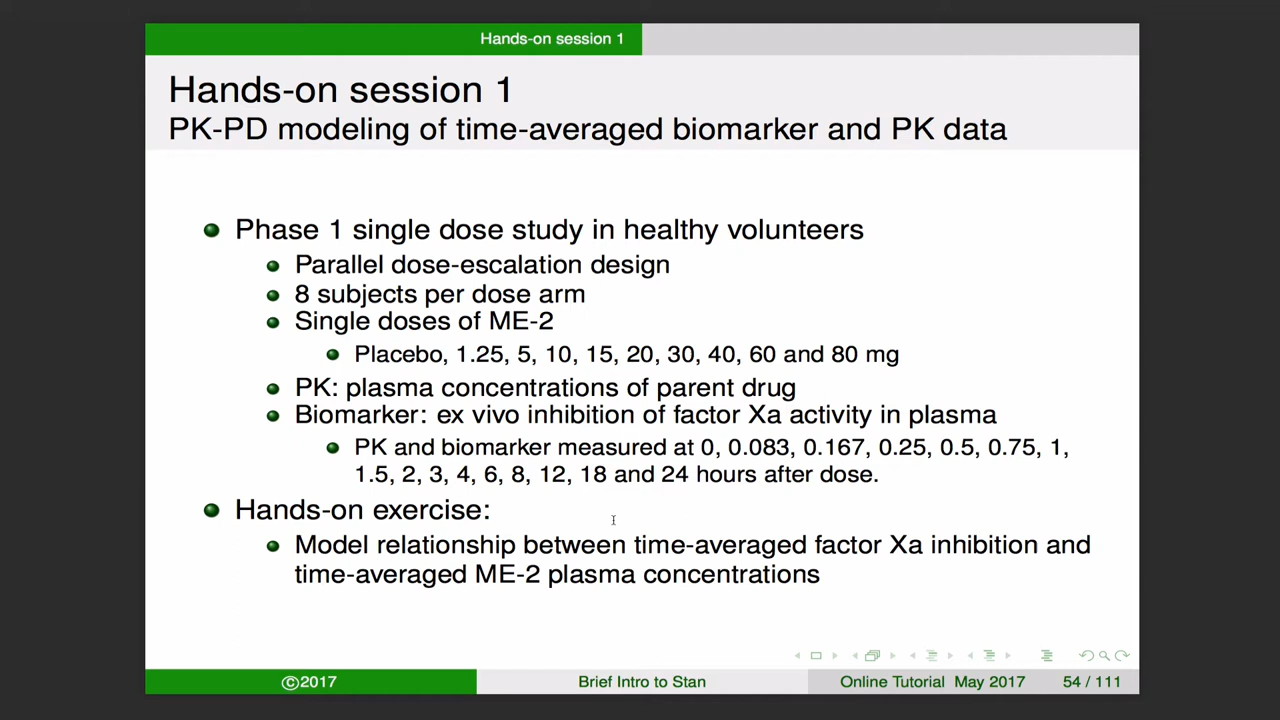 Hands-on session 1
Hands-on session 1
PK-PD modeling of time-averaged biomarker and PK data
Phase 1 single dose study in healthy volunteers
Parallel dose-escalation design
8 subjects per dose arm
Single doses of ME-2
Placebo, 1.25, 5, 10, 15, 20, 30, 40, 60 and 80 mg
PK: plasma concentrations of parent drug
Biomarker: ex vivo inhibition of factor Xa activity in plasma
PK and biomarker measured at 0, 0.083, 0.167, 0.25, 0.5, 0.75, 1,
1.5, 2, 3, 4, 6, 8, 12, 18 and 24 hours after dose.
Hands-on exercise:
Model relationship between time-averaged factor Xa inhibition and
time-averaged ME-2 plasma concentrations
©2017 Brief Intro to Stan Online Tutorial May 2017 54 / 111